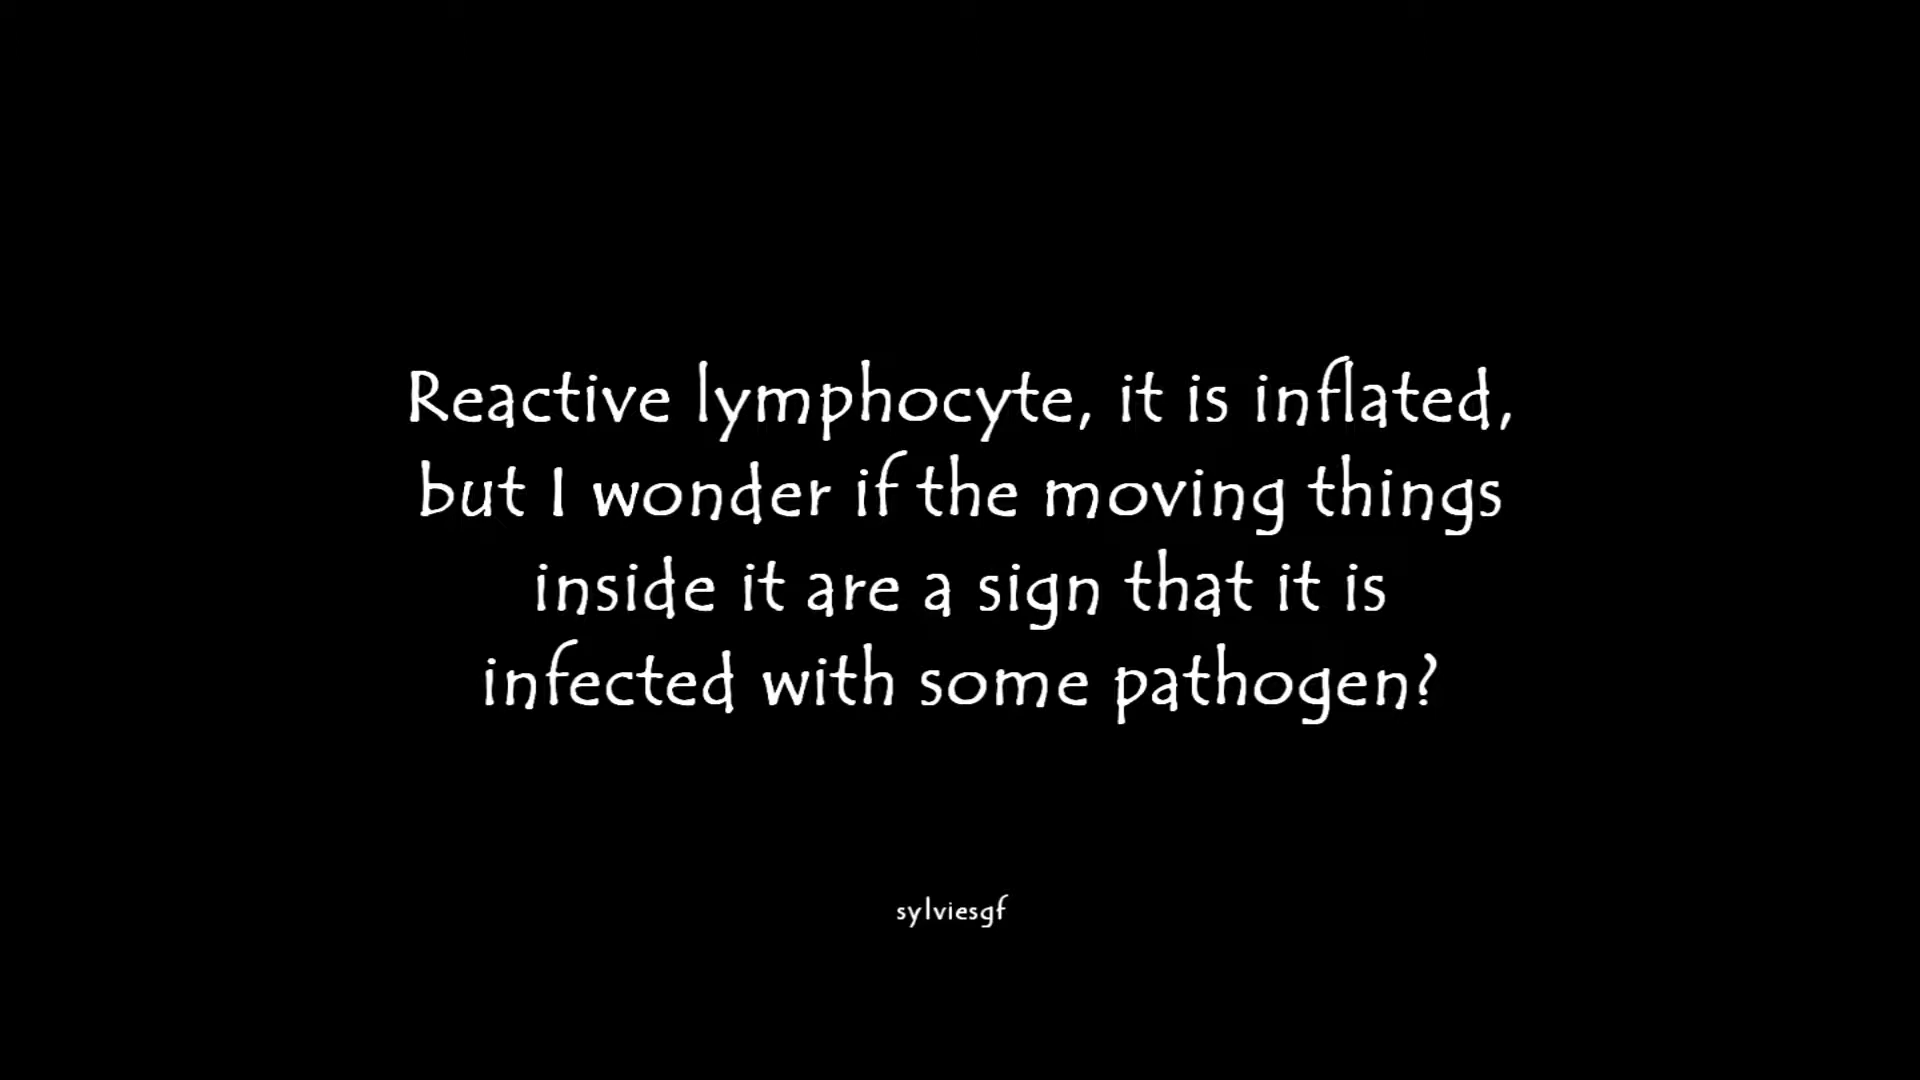 Reactive lymphocyte, it is inflated,
but I wonder if the moving things
inside it are a sign that it is
infected with some pathogen?
sylviesgf